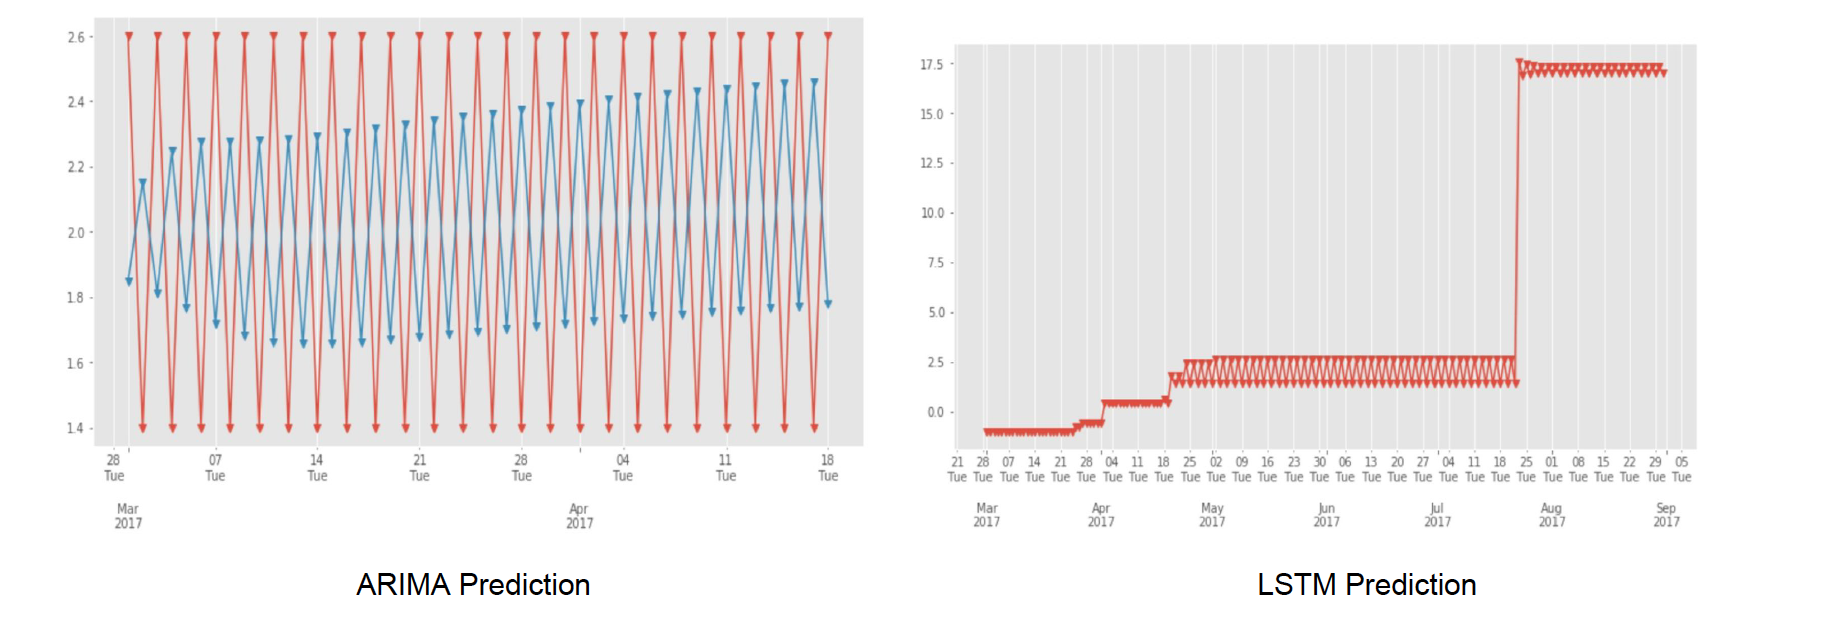 2.6
2.4
2.2
2.0
1.8
1.6
1.4
28 07 14 21 28 04 11 18
Tue Tue Tue Tue Tue Tue Tue Tue
Mar Apr
2017 2017
ARIMA Prediction
17.5
15.0
12.5
10.0
7.5
5.0
2.5
0.0
21 28 07 14 21 28 04 11 18 25 02 09 16 23 30 06 13 20 27 04 11 18 25 01 08 15 22 29 05
Tue Tue Tue Tue Tue Tue Tue Tue Tue Tue Tue Tue Tue Tue Tue Tue Tue Tue Tue Tue Tue Tue Tue Tue Tue Tue Tue Tue Tue
Mar Apr May Jun Jul Aug Sep
2017 2017 2017 2017 2017 2017 2017
LSTM Prediction